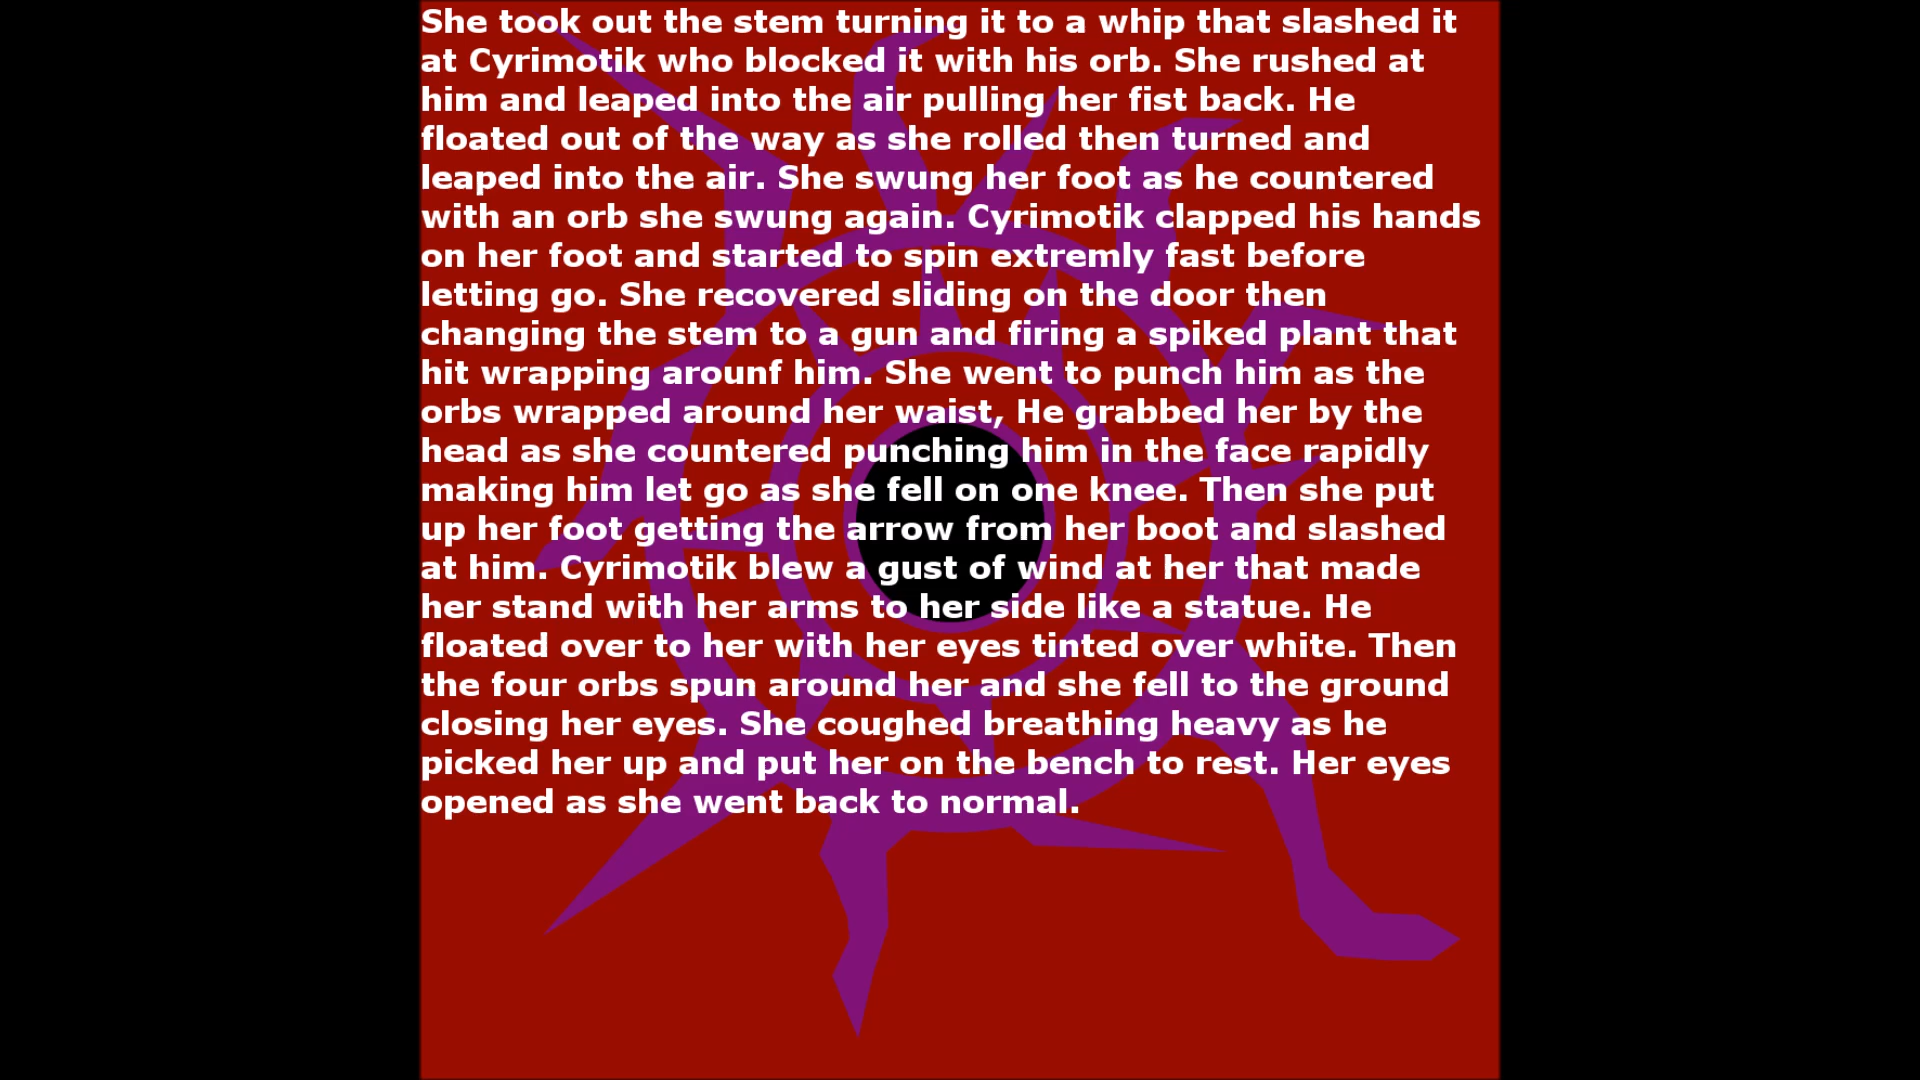 She took out the stem turning it to a whip that slashed it
at Cyrimotik who blocked it with his orb. She rushed at
him and leaped into the air pulling her fist back. He
floated out of the way as she rolled then turned and
leaped into the air. She swung her foot as he countered
with an orb she swung again. Cyrimotik clapped his hands
on her foot and started to spin extremly fast before
letting go. She recovered sliding on the door then
changing the stem to a gun and firing a spiked plant that
hit wrapping arounf him. She went to punch him as the
orbs wrapped around her waist, He grabbed her by the
head as she countered punching him in the face rapidly
making him let go as she fell on one knee. Then she put
up her foot getting the arrow from her boot and slashed
at him. Cyrimotik blew a gust of wind at her that made
her stand with her arms to her side like a statue. He
floated over to her with her eyes tinted over white. Then
the four orbs spun around her and she fell to the ground
closing her eyes. She coughed breathing heavy as he
picked her up and put her on the bench to rest. Her eyes
opened as she went back to normal.